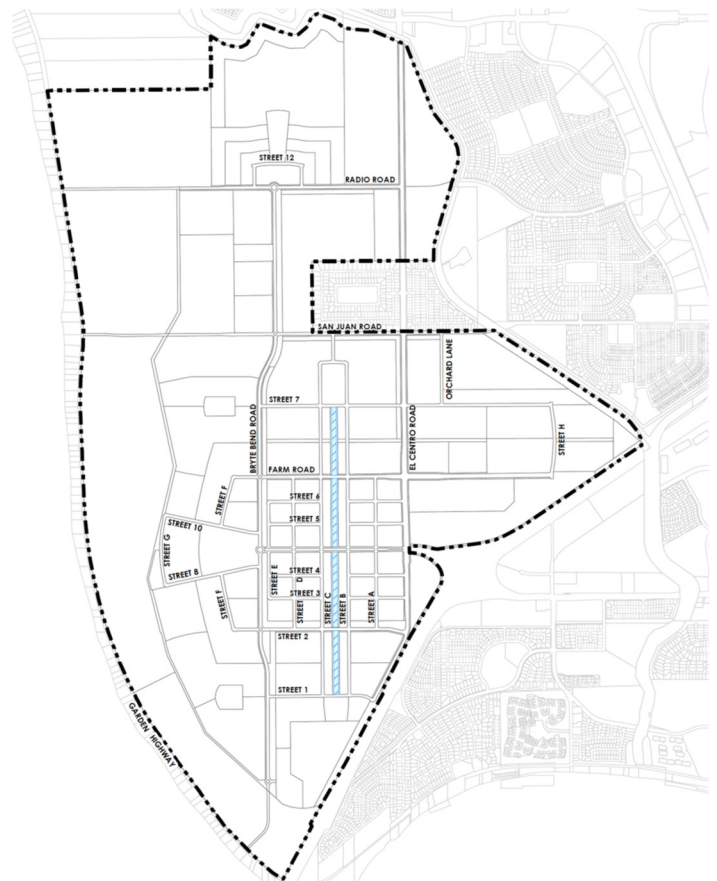 STREET 12
RADIO ROAD
SAN JUAN ROAD
ORCHARD LANE
STREET 7
BRYTE BEND ROAD
EL CENTRO ROAD
STREET H
FARM ROAD
STREET F
STREET 6
STREET 10
STREET 5
STREET G
STREET 8
STREET E
STREET 4
STREET D
STREET 3
STREET C
STREET B
STREET A
STREET F
STREET 2
STREET 1
GARDEN HIGHWAY